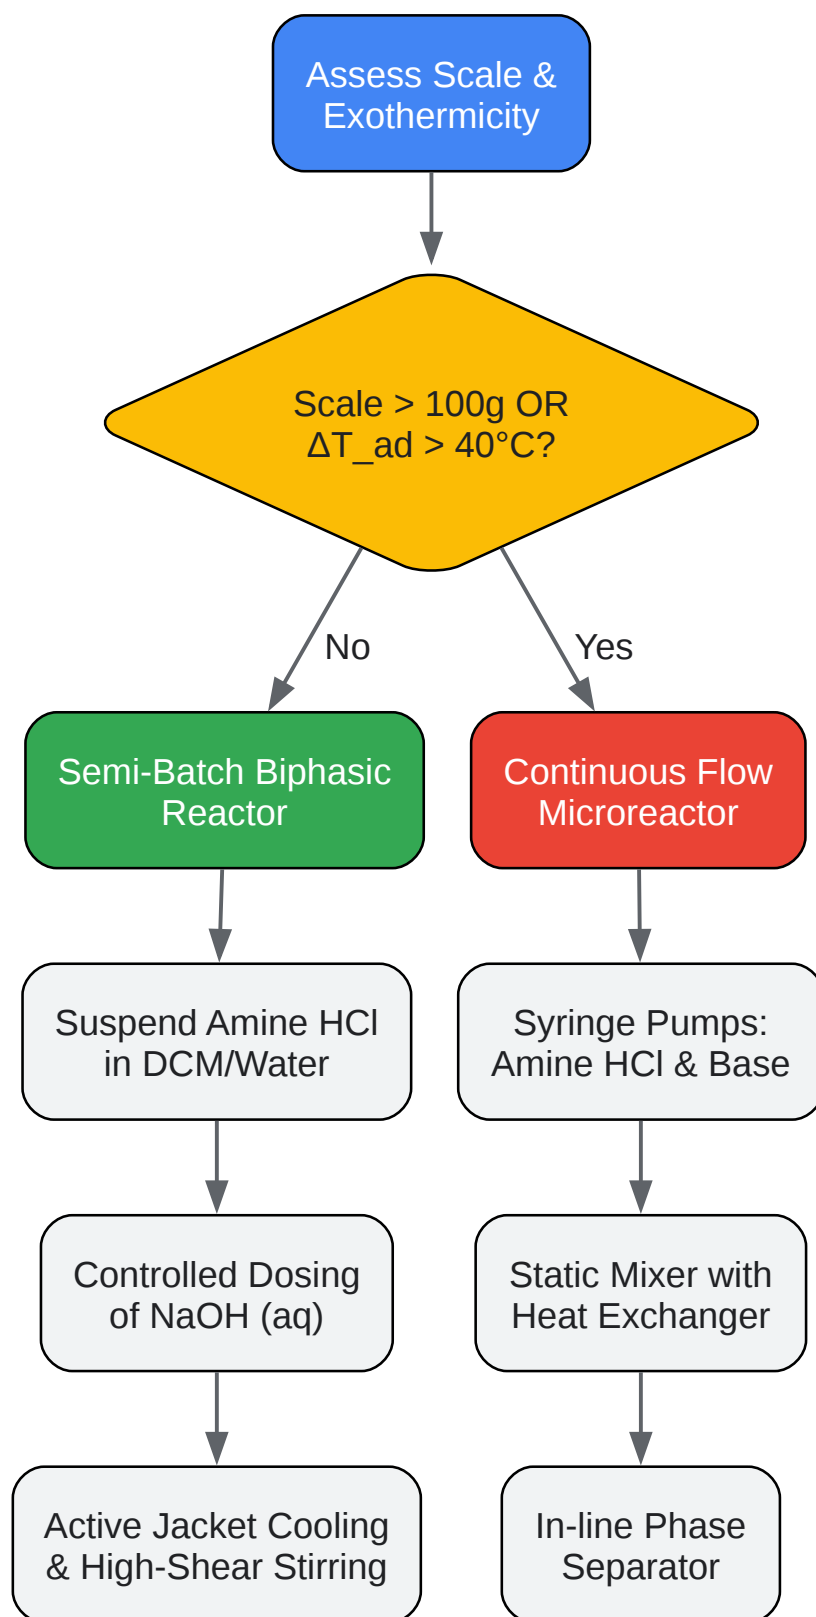 Assess Scale &
Exothermicity
Scale > 100g OR
ΔT_ad > 40°C?
No
Yes
Semi-Batch Biphasic
Reactor
Continuous Flow
Microreactor
Suspend Amine HCl
in DCM/Water
Syringe Pumps:
Amine HCl & Base
Controlled Dosing
of NaOH (aq)
Static Mixer with
Heat Exchanger
Active Jacket Cooling
& High-Shear Stirring
In-line Phase
Separator